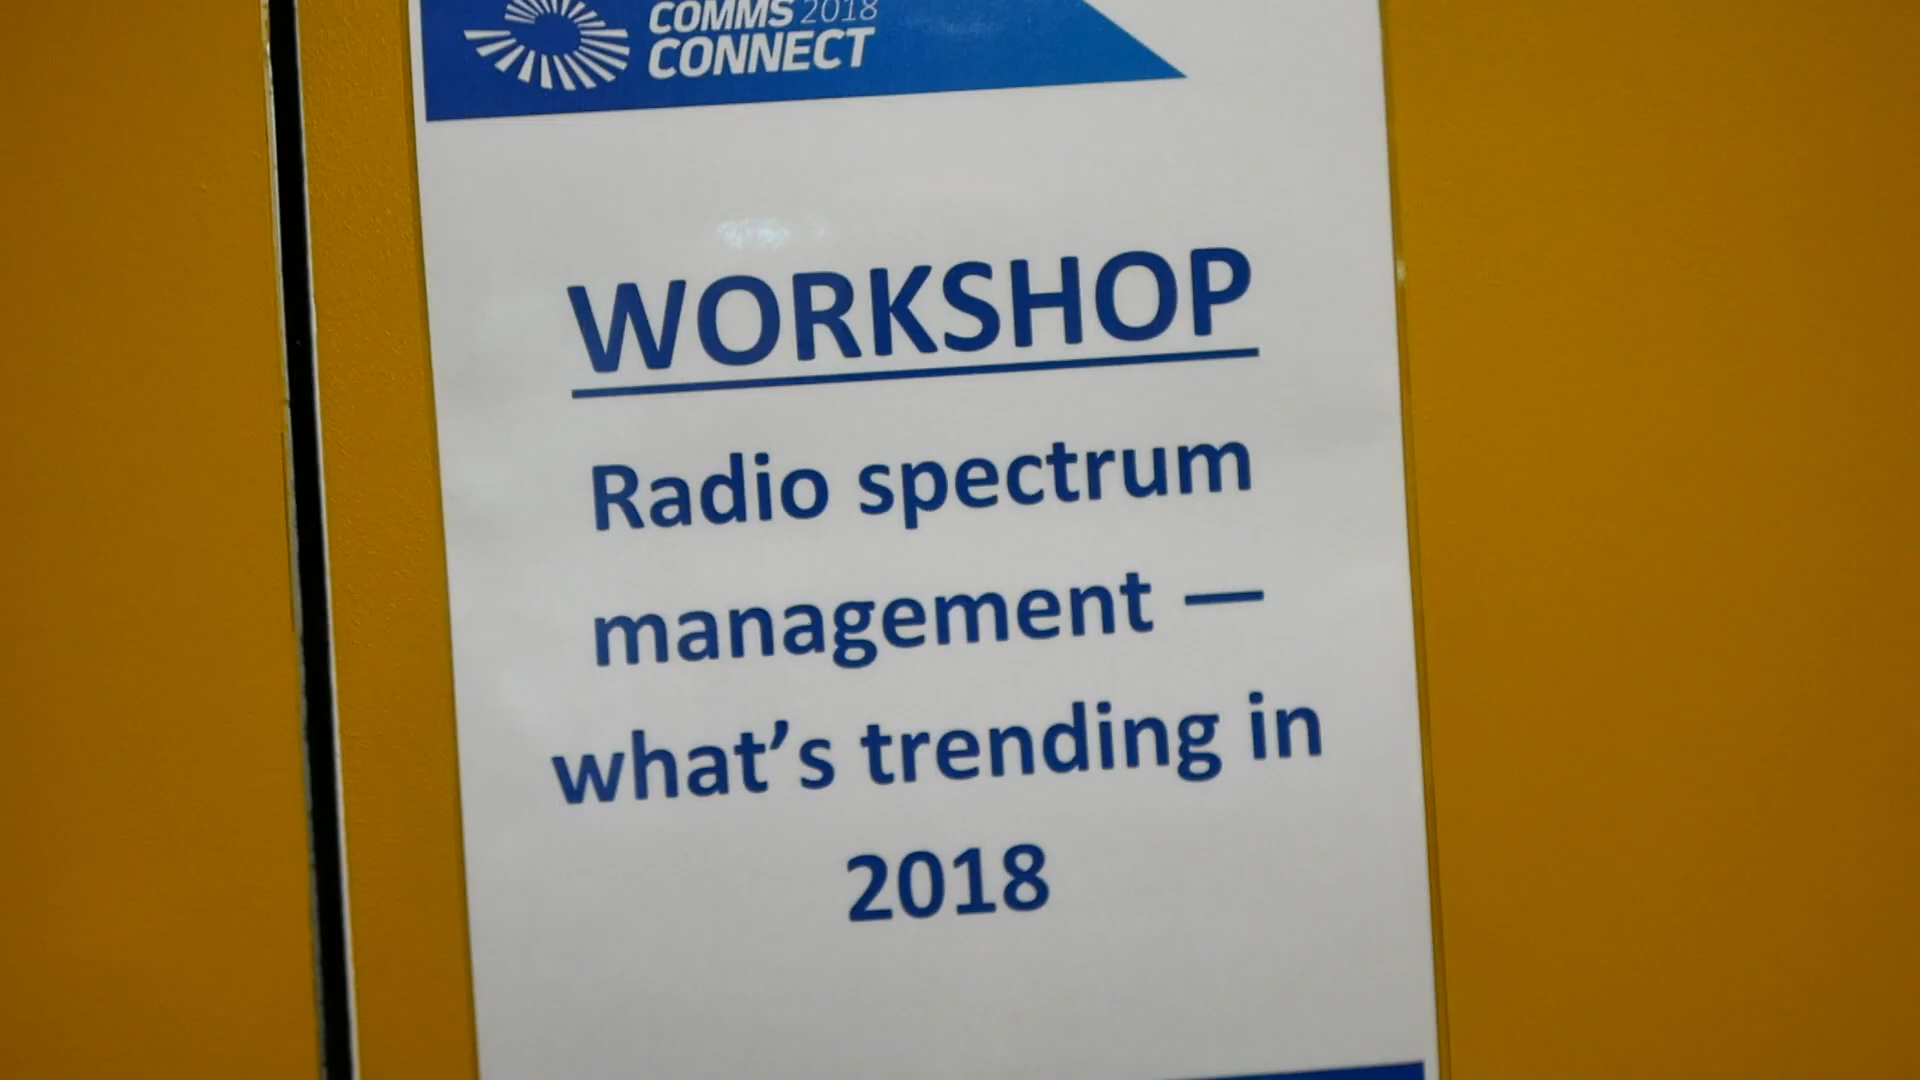 COMMS 2018
CONNECT
WORKSHOP
Radio spectrum
management —
what's trending in
2018